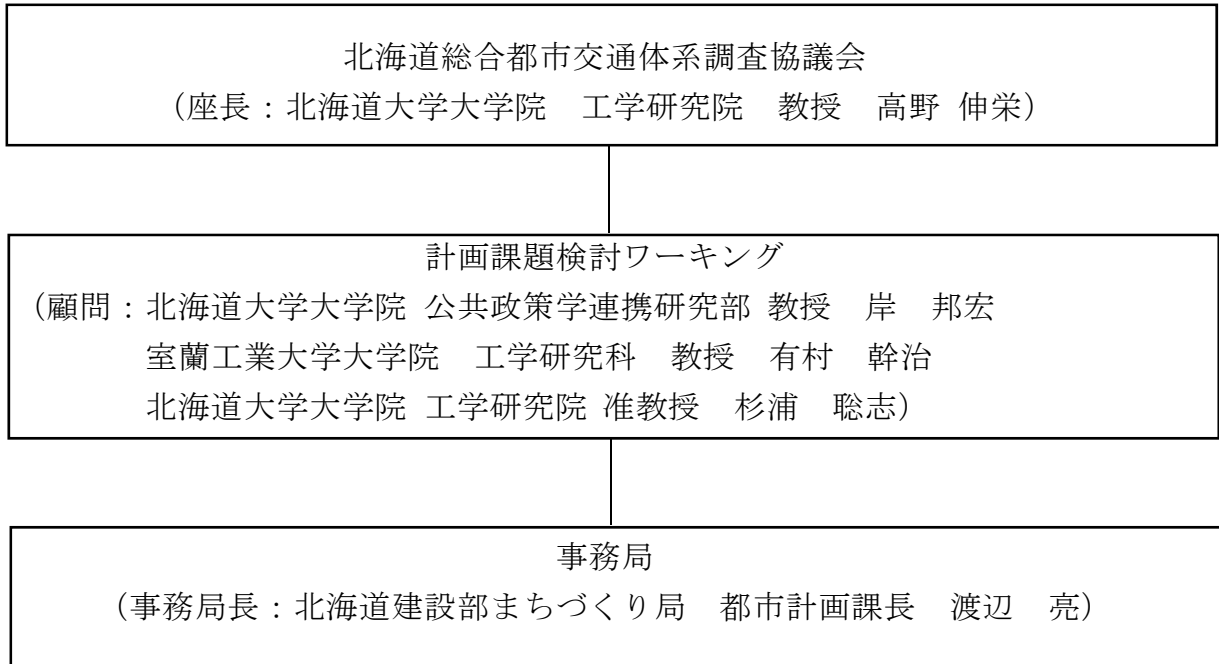 北海道総合都市交通体系調査協議会
（座長：北海道大学大学院　工学研究院　教授　高野 伸栄）
計画課題検討ワーキング
（顧問：北海道大学大学院 公共政策学連携研究部 教授　岸　邦宏
室蘭工業大学大学院　工学研究科　教授　有村　幹治
北海道大学大学院 工学研究院 准教授　杉浦　聡志）
事務局
（事務局長：北海道建設部まちづくり局　都市計画課長　渡辺　亮）